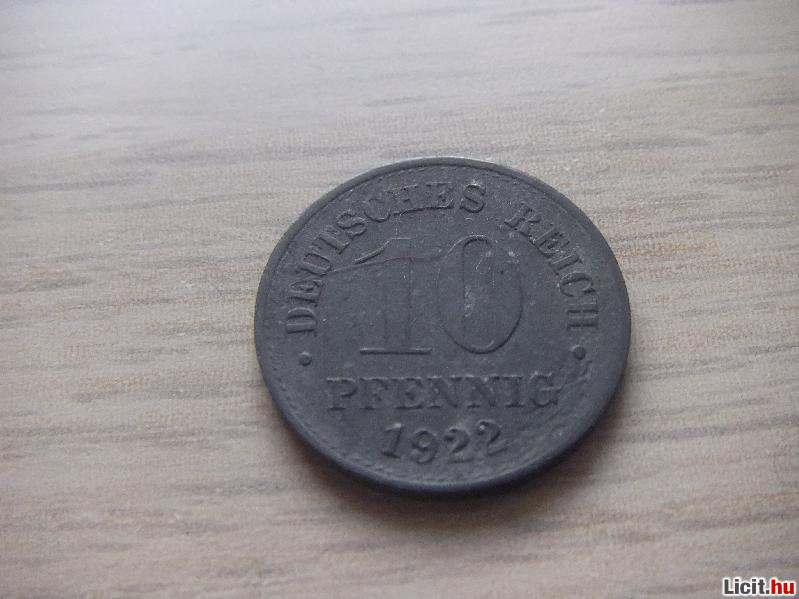 · DEUTSCHES REICH ·
10
PFENNIG
1922
Licit.hu